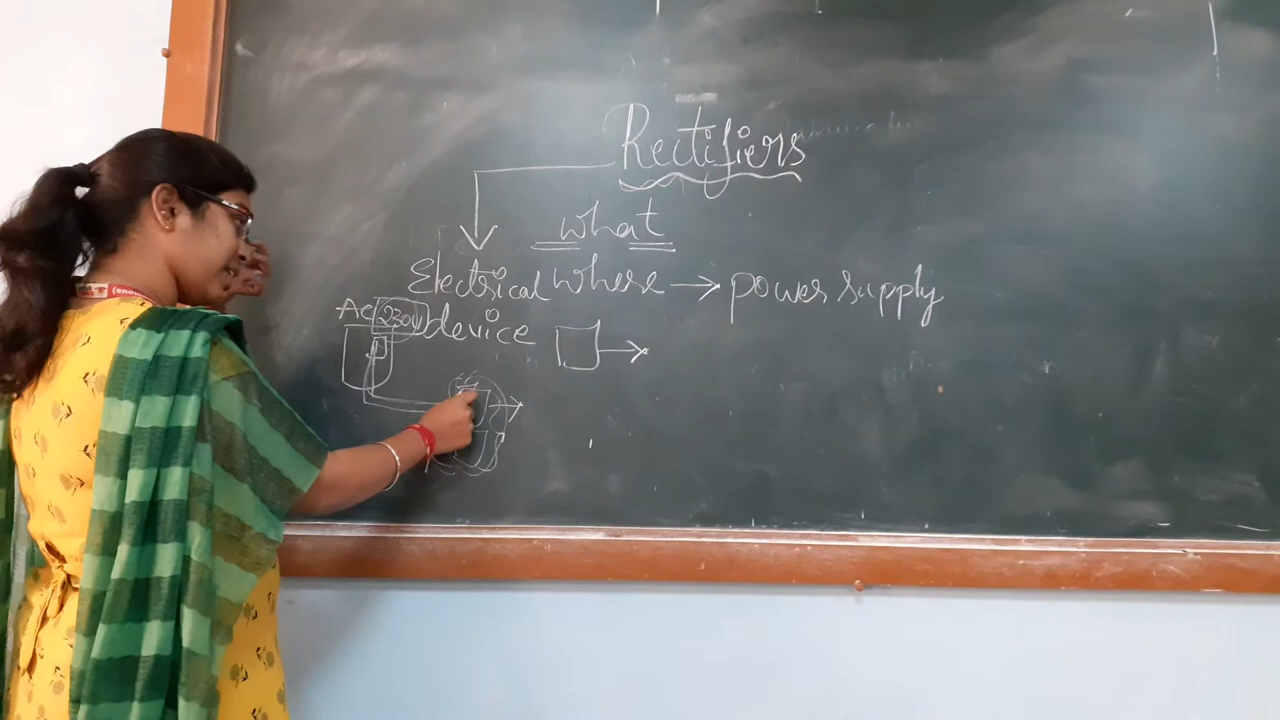 Rectifiers
what
Electrical where → power supply
Ac 230v device